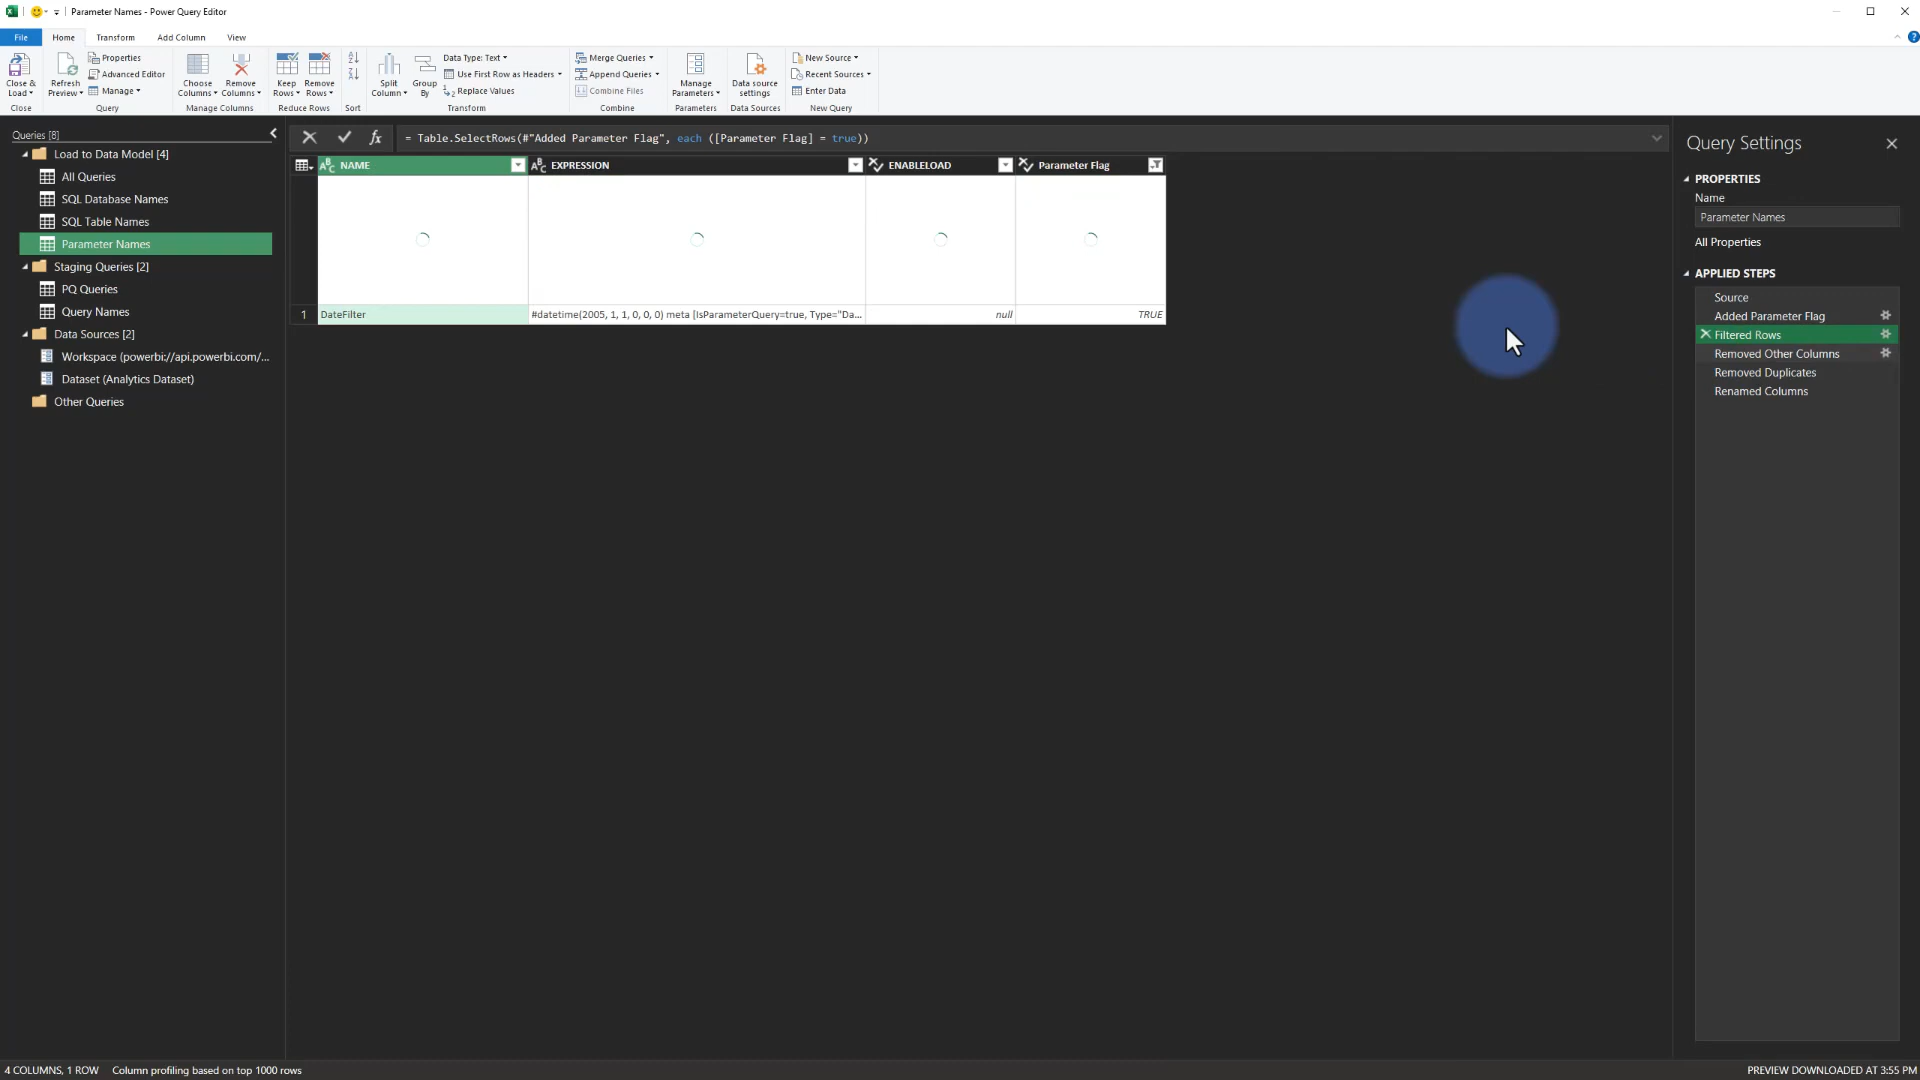 Parameter Names - Power Query Editor
File
Home
Transform
Add Column
View
Close &
Load
Close
Refresh
Preview
Properties
Advanced Editor
Manage
Query
Choose
Columns
Remove
Columns
Manage Columns
Keep
Rows
Remove
Rows
Reduce Rows
Sort
Split
Column
Group
By
Data Type: Text
Use First Row as Headers
Replace Values
Transform
Merge Queries
Append Queries
Combine Files
Combine
Manage
Parameters
Parameters
Data source
settings
Data Sources
New Source
Recent Sources
Enter Data
New Query
Queries [8]
Load to Data Model [4]
All Queries
SQL Database Names
SQL Table Names
Parameter Names
Staging Queries [2]
PQ Queries
Query Names
Data Sources [2]
Workspace (powerbi://api.powerbi.com/...
Dataset (Analytics Dataset)
Other Queries
fx
= Table.SelectRows(#"Added Parameter Flag", each ([Parameter Flag] = true))
NAME
EXPRESSION
ENABLELOAD
Parameter Flag
1 DateFilter #datetime(2005, 1, 1, 0, 0, 0) meta [IsParameterQuery=true, Type="Da... null TRUE
Query Settings
PROPERTIES
Name
Parameter Names
All Properties
APPLIED STEPS
Source
Added Parameter Flag
Filtered Rows
Removed Other Columns
Removed Duplicates
Renamed Columns
4 COLUMNS, 1 ROW
Column profiling based on top 1000 rows
PREVIEW DOWNLOADED AT 3:55 PM